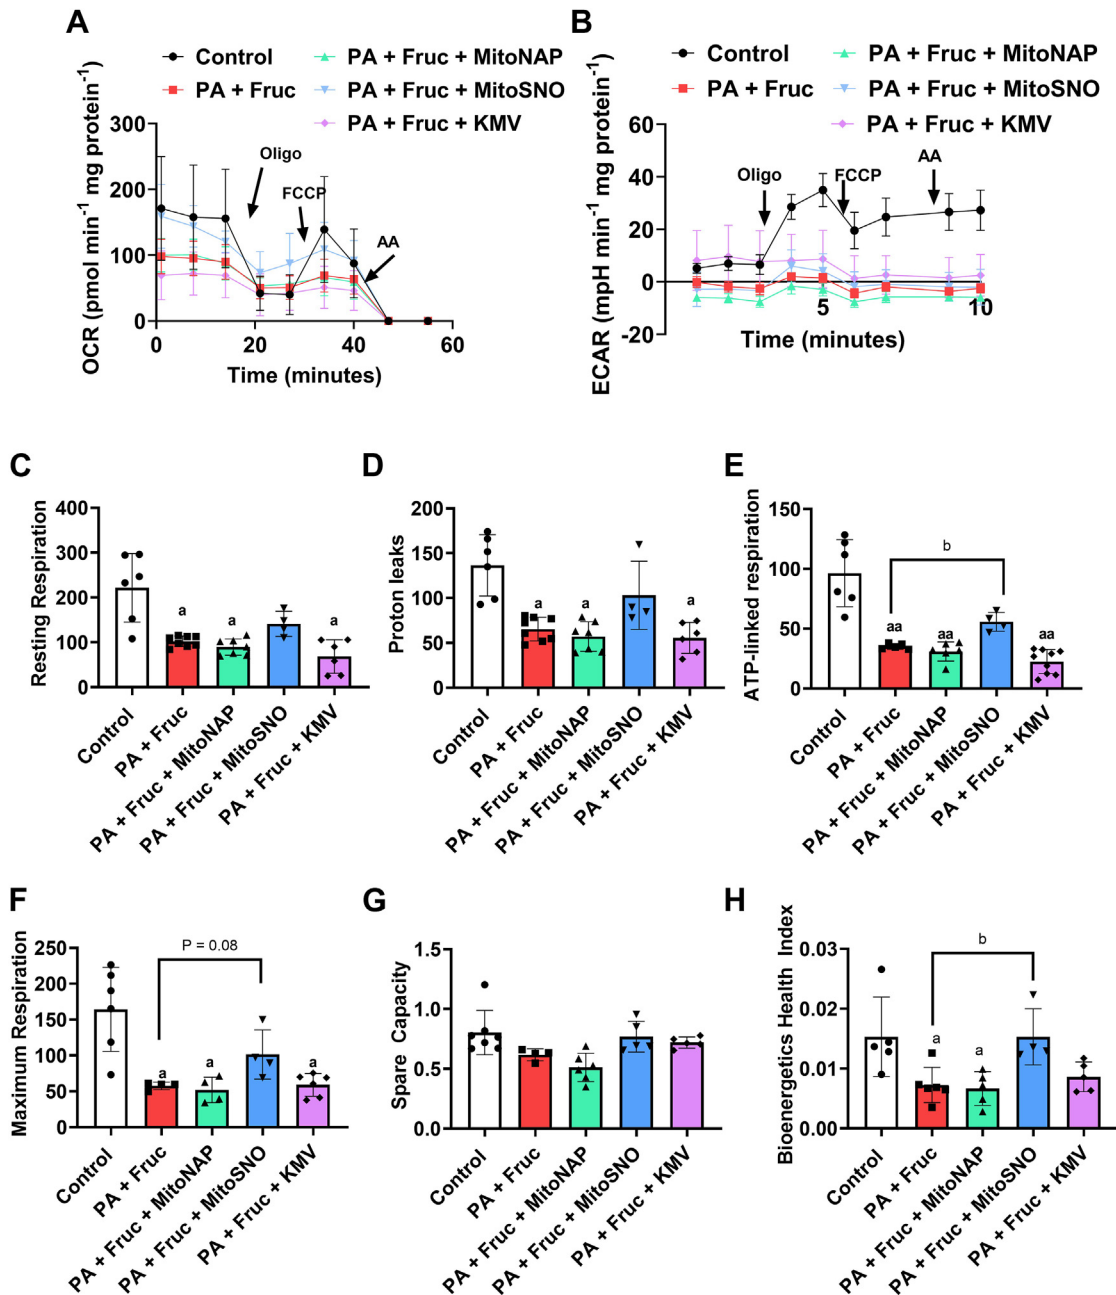 A
Control
PA + Fruc
PA + Fruc + MitoNAP
PA + Fruc + MitoSNO
PA + Fruc + KMV
OCR (pmol min⁻¹ mg protein⁻¹)
300
200
100
0
Oligo
FCCP
AA
0 20 40 60
Time (minutes)
B
Control
PA + Fruc
PA + Fruc + MitoNAP
PA + Fruc + MitoSNO
PA + Fruc + KMV
ECAR (mpH min⁻¹ mg protein⁻¹)
60
40
20
0
-20
Oligo
FCCP
AA
5 10
Time (minutes)
C
Resting Respiration
400
300
200
100
0
a a a
Control
PA + Fruc
PA + Fruc + MitoNAP
PA + Fruc + MitoSNO
PA + Fruc + KMV
D
Proton leaks
200
150
100
50
0
a a a
Control
PA + Fruc
PA + Fruc + MitoNAP
PA + Fruc + MitoSNO
PA + Fruc + KMV
E
ATP-linked respiration
150
100
50
0
b
aa aa aa
Control
PA + Fruc
PA + Fruc + MitoNAP
PA + Fruc + MitoSNO
PA + Fruc + KMV
F
Maximum Respiration
250
200
150
100
50
0
P = 0.08
a a a
Control
PA + Fruc
PA + Fruc + MitoNAP
PA + Fruc + MitoSNO
PA + Fruc + KMV
G
Spare Capacity
1.5
1.0
0.5
0.0
Control
PA + Fruc
PA + Fruc + MitoNAP
PA + Fruc + MitoSNO
PA + Fruc + KMV
H
Bioenergetics Health Index
0.03
0.02
0.01
0.00
b
a a
Control
PA + Fruc
PA + Fruc + MitoNAP
PA + Fruc + MitoSNO
PA + Fruc + KMV